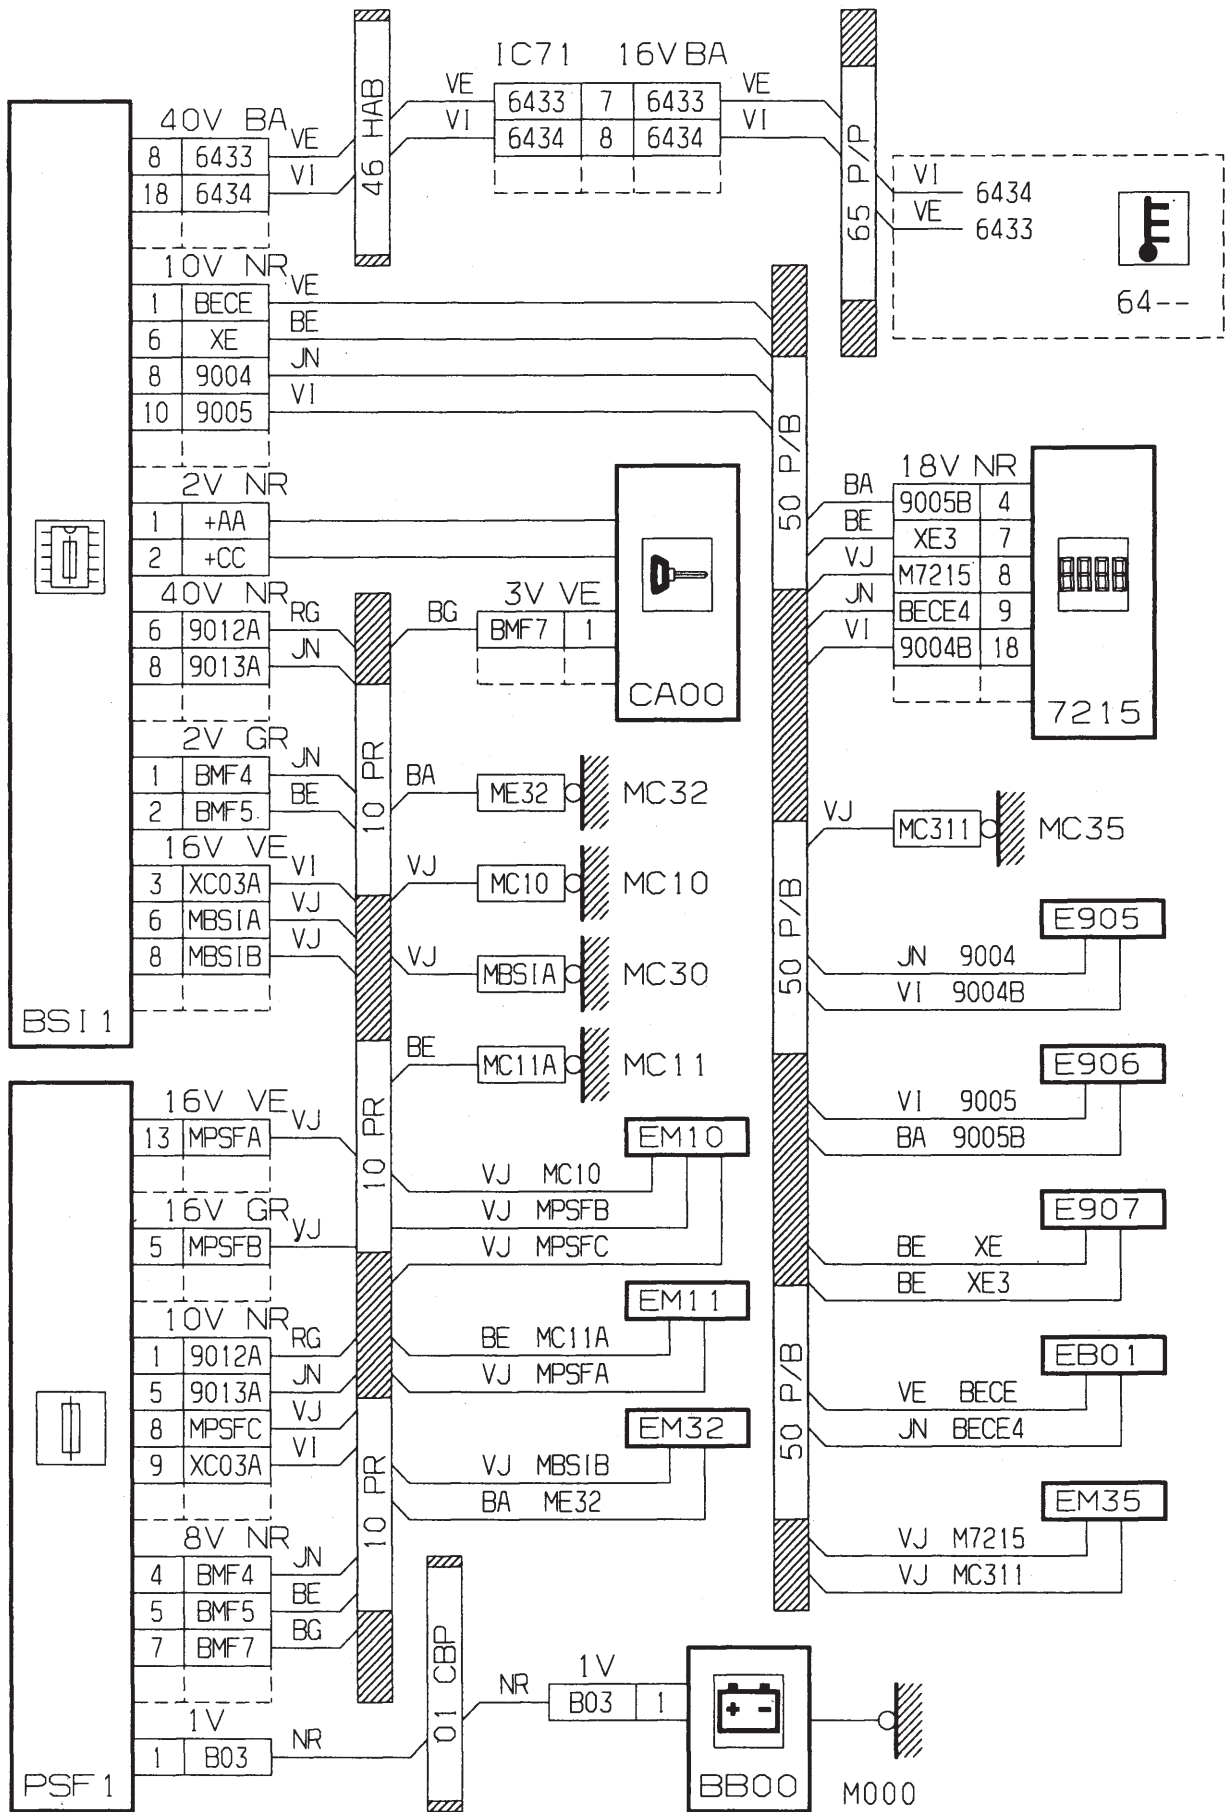 IC71 16V BA
VE 6433 7 6433 VE
VI 6434 8 6434 VI
46 HAB
65 P/P
40V BA
8 6433 VE
18 6434 VI
VI 6434
VE 6433
64--
10V NR
1 BECE VE
6 XE BE
8 9004 JN
10 9005 VI
2V NR
1 +AA
2 +CC
40V NR
6 9012A RG
8 9013A JN
2V GR
1 BMF4 JN
2 BMF5 BE
16V VE
3 XC03A VI
6 MBSIA VJ
8 MBSIB VJ
BSI1
10 PR
BG
3V VE
BMF7 1
CA00
BA ME32 MC32
VJ MC10 MC10
VJ MBSIA MC30
BE MC11A MC11
50 P/B
18V NR
BA 9005B 4
BE XE3 7
VJ M7215 8
JN BECE4 9
VI 9004B 18
7215
VJ MC311 MC35
50 P/B
E905
JN 9004
VI 9004B
E906
VI 9005
BA 9005B
E907
BE XE
BE XE3
50 P/B
EB01
VE BECE
JN BECE4
EM35
VJ M7215
VJ MC311
16V VE
13 MPSFA VJ
16V GR
5 MPSFB VJ
10V NR
1 9012A RG
5 9013A JN
8 MPSFC VJ
9 XC03A VI
8V NR
4 BMF4 JN
5 BMF5 BE
7 BMF7 BG
1V
1 B03 NR
PSF1
10 PR
EM10
VJ MC10
VJ MPSFB
VJ MPSFC
EM11
BE MC11A
VJ MPSFA
10 PR
EM32
VJ MBSIB
BA ME32
01 CBP
NR
1V
B03 1
+ -
BB00
M000